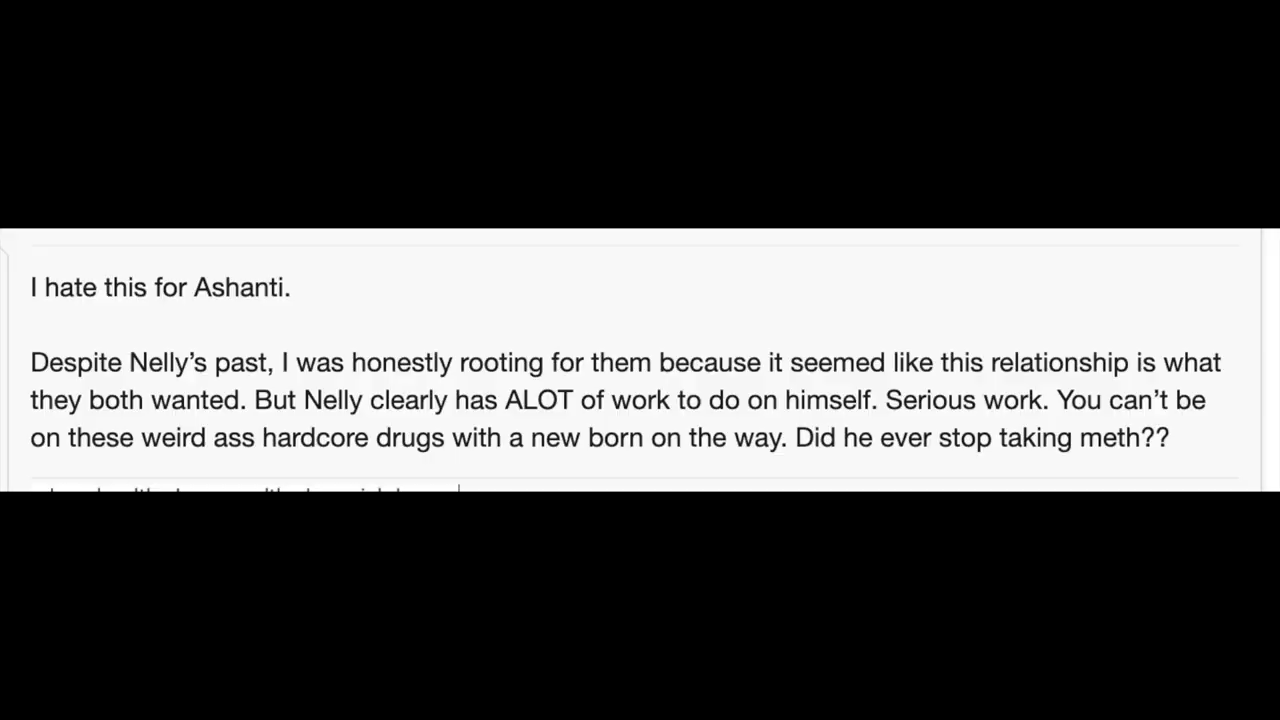 I hate this for Ashanti.
Despite Nelly’s past, I was honestly rooting for them because it seemed like this relationship is what
they both wanted. But Nelly clearly has ALOT of work to do on himself. Serious work. You can’t be
on these weird ass hardcore drugs with a new born on the way. Did he ever stop taking meth??